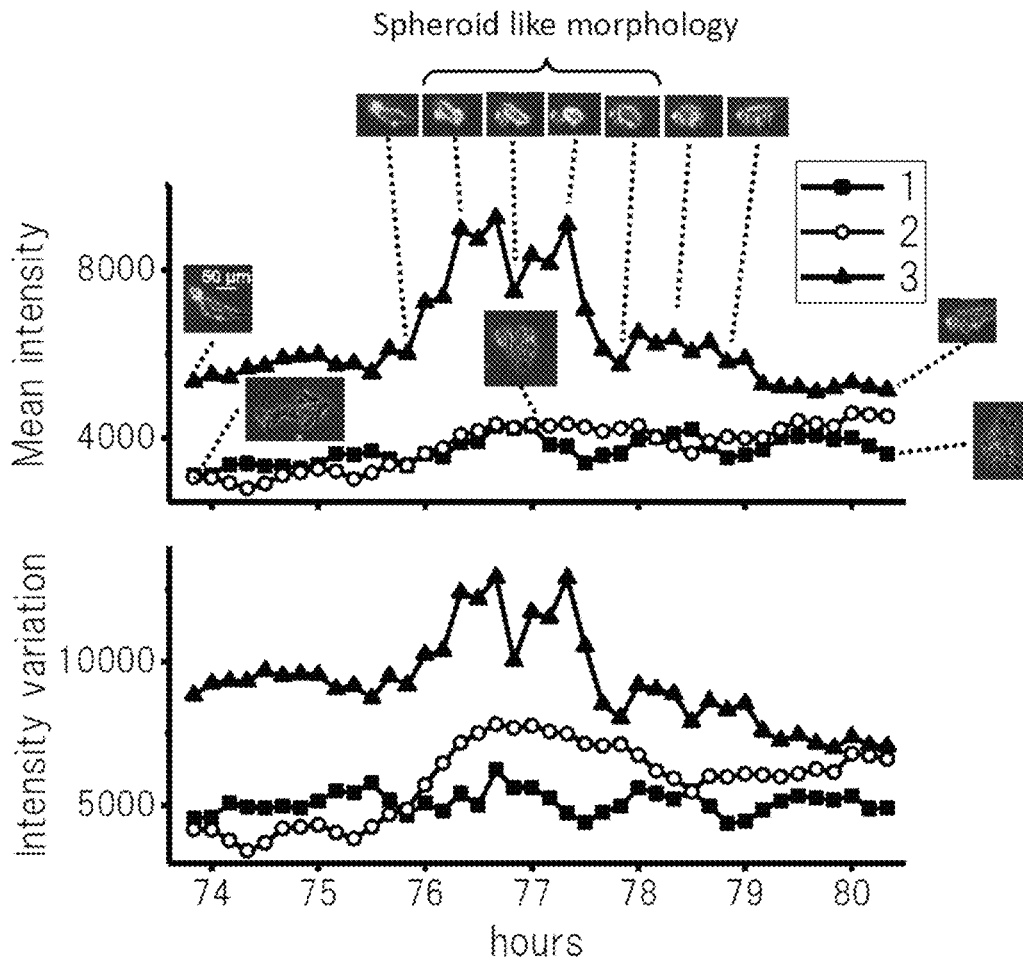 Spheroid like morphology
1
2
3
Mean intensity
8000
4000
50 µm
Intensity variation
10000
5000
74 75 76 77 78 79 80
hours